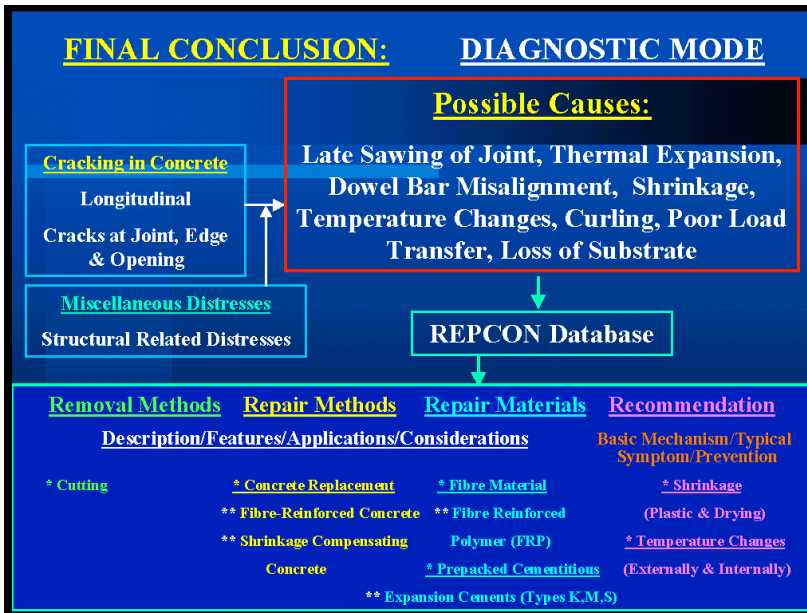 FINAL CONCLUSION: DIAGNOSTIC MODE
Possible Causes:
Late Sawing of Joint, Thermal Expansion,
Dowel Bar Misalignment, Shrinkage,
Temperature Changes, Curling, Poor Load
Transfer, Loss of Substrate
Cracking in Concrete
Longitudinal
Cracks at Joint, Edge
& Opening
Miscellaneous Distresses
Structural Related Distresses
REPCON Database
Removal Methods Repair Methods Repair Materials Recommendation
Description/Features/Applications/Considerations
Basic Mechanism/Typical
Symptom/Prevention
* Cutting
* Concrete Replacement
** Fibre-Reinforced Concrete
** Shrinkage Compensating
Concrete
* Fibre Material
** Fibre Reinforced
Polymer (FRP)
* Prepacked Cementitious
** Expansion Cements (Types K,M,S)
* Shrinkage
(Plastic & Drying)
* Temperature Changes
(Externally & Internally)